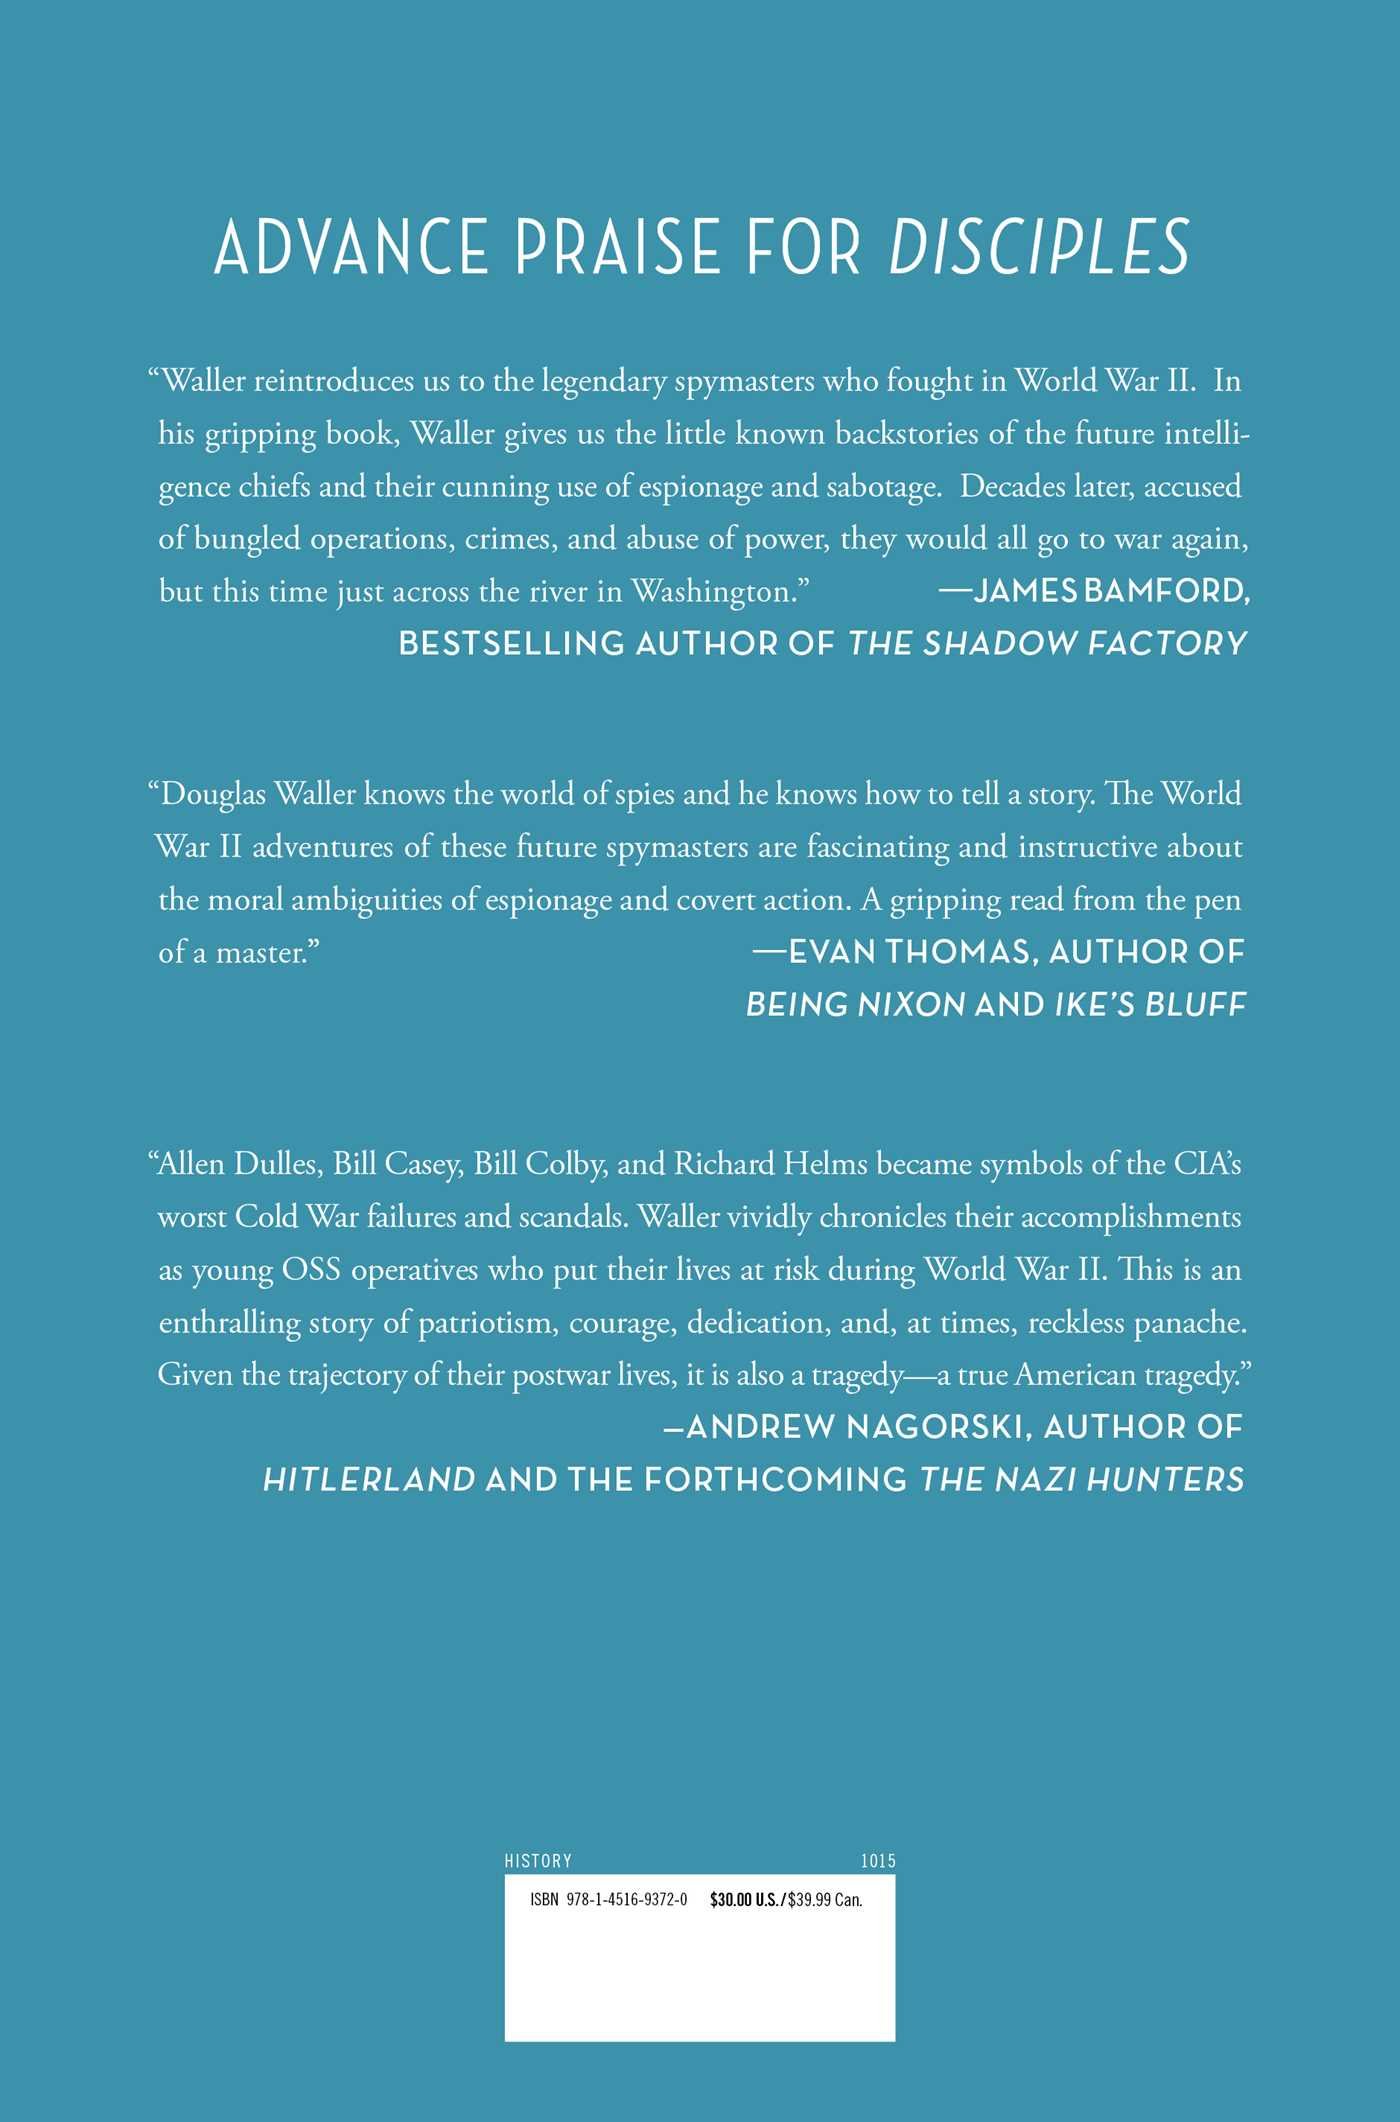 ADVANCE PRAISE FOR DISCIPLES
“Waller reintroduces us to the legendary spymasters who fought in World War II.  In
his gripping book, Waller gives us the little known backstories of the future intelli-
gence chiefs and their cunning use of espionage and sabotage.  Decades later, accused
of bungled operations, crimes, and abuse of power, they would all go to war again,
but this time just across the river in Washington.” —JAMES BAMFORD,
BESTSELLING AUTHOR OF THE SHADOW FACTORY
“Douglas Waller knows the world of spies and he knows how to tell a story. The World
War II adventures of these future spymasters are fascinating and instructive about
the moral ambiguities of espionage and covert action. A gripping read from the pen
of a master.” —EVAN THOMAS, AUTHOR OF
BEING NIXON AND IKE’S BLUFF
“Allen Dulles, Bill Casey, Bill Colby, and Richard Helms became symbols of the CIA’s
worst Cold War failures and scandals. Waller vividly chronicles their accomplishments
as young OSS operatives who put their lives at risk during World War II. This is an
enthralling story of patriotism, courage, dedication, and, at times, reckless panache.
Given the trajectory of their postwar lives, it is also a tragedy—a true American tragedy.”
—ANDREW NAGORSKI, AUTHOR OF
HITLERLAND AND THE FORTHCOMING THE NAZI HUNTERS
HISTORY 1015
ISBN 978-1-4516-9372-0 $30.00 U.S./$39.99 Can.